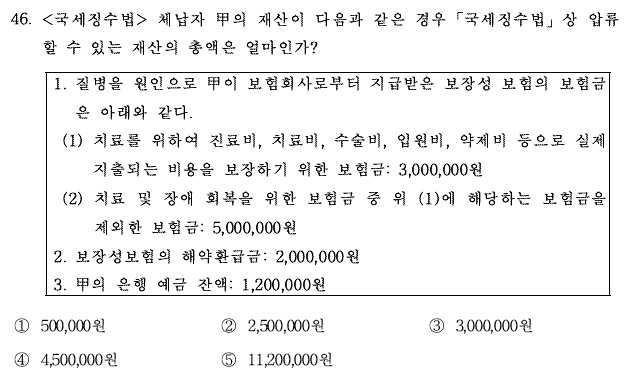 46. <국세징수법> 체납자 甲의 재산이 다음과 같은 경우「국세징수법」상 압류
할 수 있는 재산의 총액은 얼마인가?
1. 질병을 원인으로 甲이 보험회사로부터 지급받은 보장성 보험의 보험금
은 아래와 같다.
(1) 치료를 위하여 진료비, 치료비, 수술비, 입원비, 약제비 등으로 실제
지출되는 비용을 보장하기 위한 보험금: 3,000,000원
(2) 치료 및 장애 회복을 위한 보험금 중 위 (1)에 해당하는 보험금을
제외한 보험금: 5,000,000원
2. 보장성보험의 해약환급금: 2,000,000원
3. 甲의 은행 예금 잔액: 1,200,000원
① 500,000원 ② 2,500,000원 ③ 3,000,000원
④ 4,500,000원 ⑤ 11,200,000원